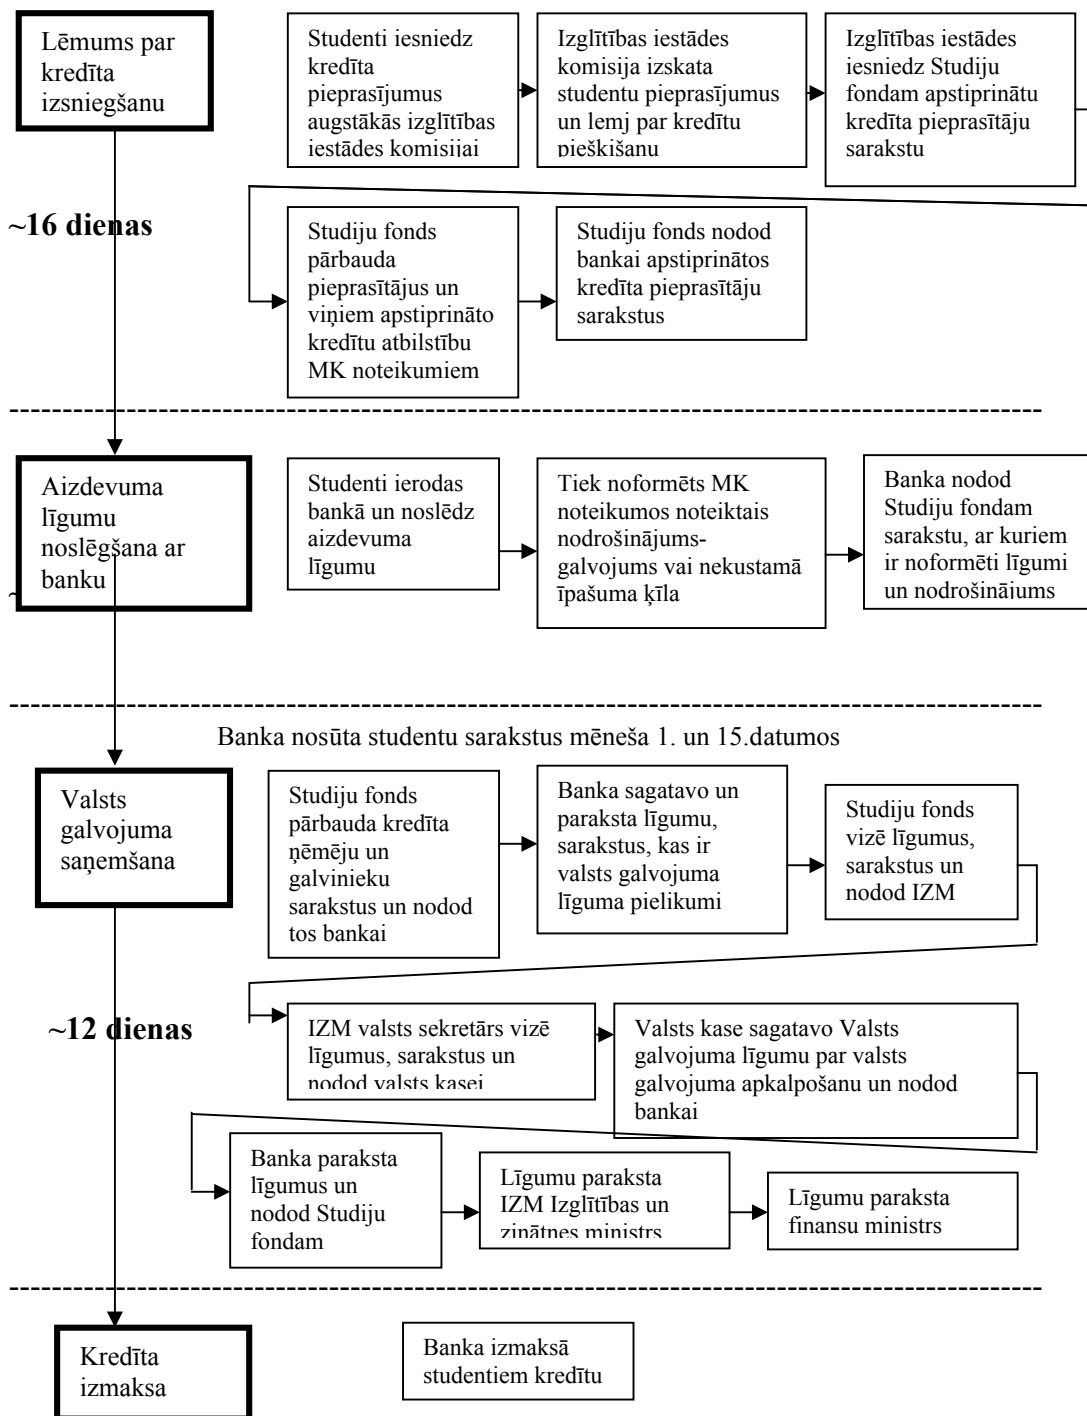 Lēmums par
kredīta
izsniegšanu
Studenti iesniedz
kredīta
pieprasījumus
augstākās izglītības
iestādes komisijai
Izglītības iestādes
komisija izskata
studentu pieprasījumus
un lemj par kredītu
piešķišanu
Izglītības iestādes
iesniedz Studiju
fondam apstiprinātu
kredīta pieprasītāju
sarakstu
~16 dienas
Studiju fonds
pārbauda
pieprasītājus un
viņiem apstiprināto
kredītu atbilstību
MK noteikumiem
Studiju fonds nodod
bankai apstiprinātos
kredīta pieprasītāju
sarakstus
Aizdevuma
līgumu
noslēgšana ar
banku
Studenti ierodas
bankā un noslēdz
aizdevuma
līgumu
Tiek noformēts MK
noteikumos noteiktais
nodrošinājums-
galvojums vai nekustamā
īpašuma ķīla
Banka nodod
Studiju fondam
sarakstu, ar kuriem
ir noformēti līgumi
un nodrošinājums
Banka nosūta studentu sarakstus mēneša 1. un 15.datumos
Valsts
galvojuma
saņemšana
Studiju fonds
pārbauda kredīta
ņēmēju un
galvinieku
sarakstus un nodod
tos bankai
Banka sagatavo un
paraksta līgumu,
sarakstus, kas ir
valsts galvojuma
līguma pielikumi
Studiju fonds
vizē līgumus,
sarakstus un
nodod IZM
~12 dienas
IZM valsts sekretārs vizē
līgumus, sarakstus un
nodod valsts kasei
Valsts kase sagatavo Valsts
galvojuma līgumu par valsts
galvojuma apkalpošanu un nodod
bankai
Banka paraksta
līgumus un
nodod Studiju
fondam
Līgumu paraksta
IZM Izglītības un
zinātnes ministrs
Līgumu paraksta
finansu ministrs
Kredīta
izmaksa
Banka izmaksā
studentiem kredītu